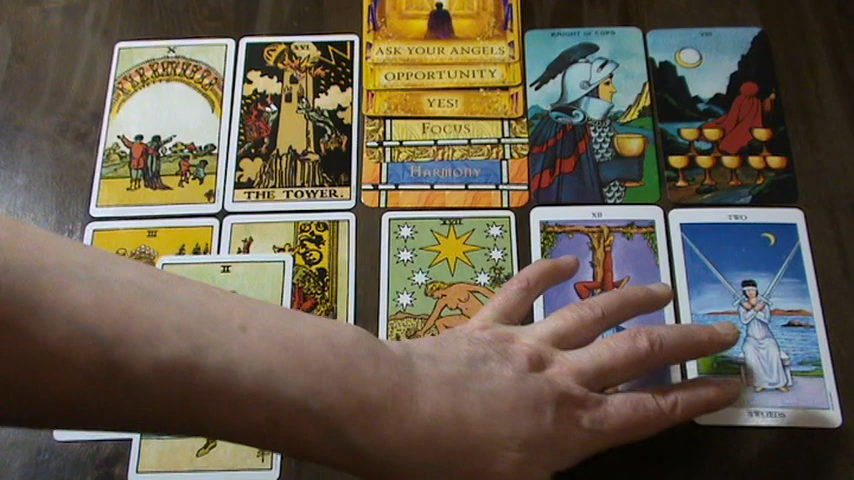 X
XVI
THE TOWER.
ASK YOUR ANGELS
OPPORTUNITY
YES!
FOCUS
HARMONY
KNIGHT OF CUPS
VIII
III
II
XVII
XII
TWO
SWORDS